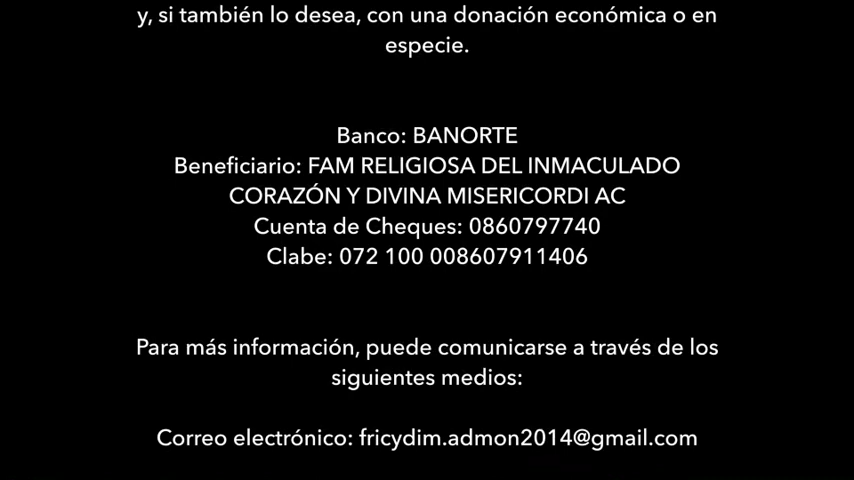 y, si también lo desea, con una donación económica o en
especie.
Banco: BANORTE
Beneficiario: FAM RELIGIOSA DEL INMACULADO
CORAZÓN Y DIVINA MISERICORDI AC
Cuenta de Cheques: 0860797740
Clabe: 072 100 008607911406
Para más información, puede comunicarse a través de los
siguientes medios:
Correo electrónico: fricydim.admon2014@gmail.com